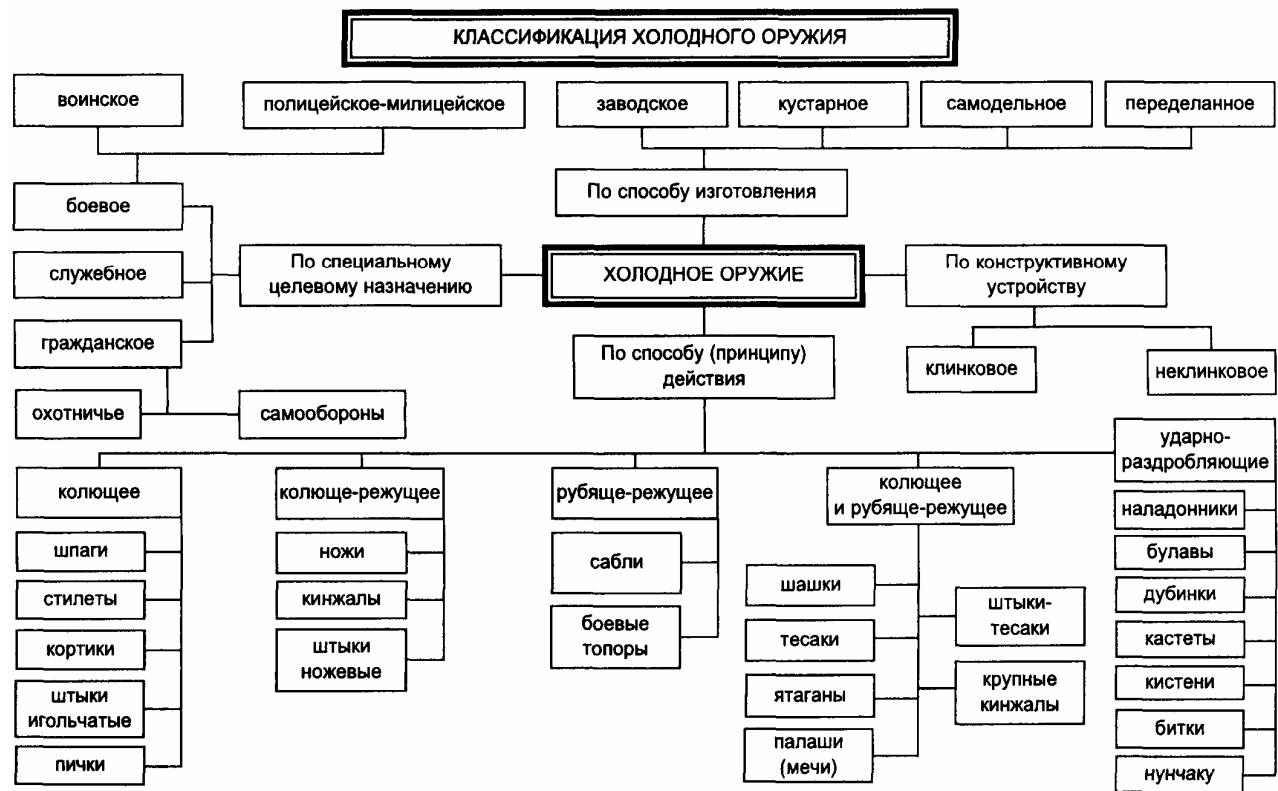 КЛАССИФИКАЦИЯ ХОЛОДНОГО ОРУЖИЯ
воинское
полицейское-милицейское
заводское
кустарное
самодельное
переделанное
По способу изготовления
боевое
служебное
гражданское
По специальному
целевому назначению
ХОЛОДНОЕ ОРУЖИЕ
По конструктивному
устройству
клинковое
неклинковое
охотничье
самообороны
По способу (принципу)
действия
колющее
шпаги
стилеты
кортики
штыки
игольчатые
пички
колюще-режущее
ножи
кинжалы
штыки
ножевые
рубяще-режущее
сабли
боевые
топоры
колющее
и рубяще-режущее
шашки
тесаки
ятаганы
палаши
(мечи)
штыки-
тесаки
крупные
кинжалы
ударно-
раздробляющие
наладонники
булавы
дубинки
кастеты
кистени
битки
нунчаку